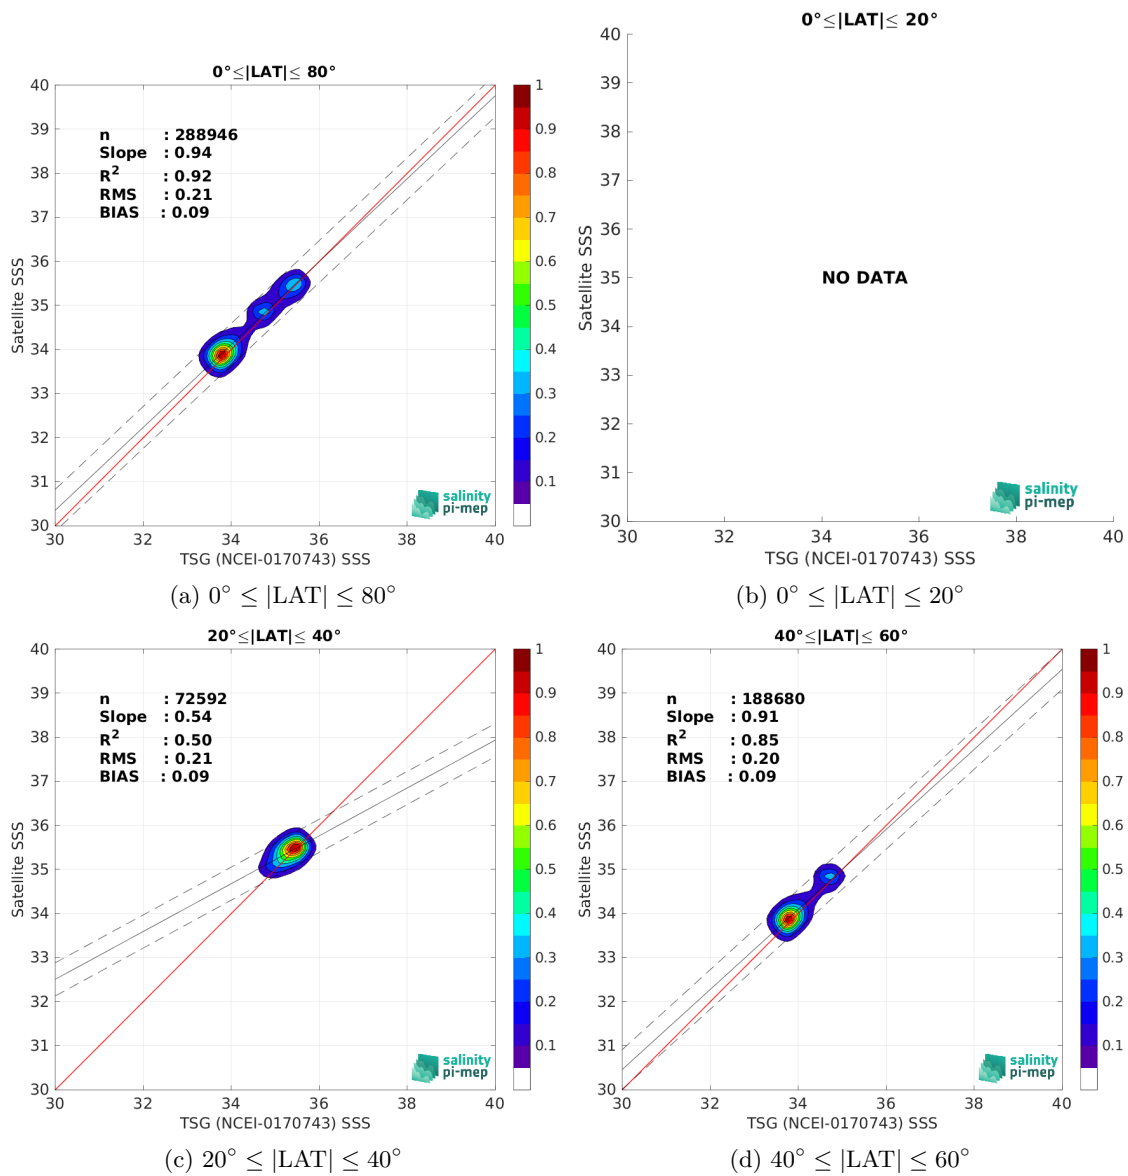 0°≤|LAT|≤ 80°
n : 288946
Slope : 0.94
R² : 0.92
RMS : 0.21
BIAS : 0.09
40
39
38
37
36
35
34
33
32
31
30
Satellite SSS
30 32 34 36 38 40
TSG (NCEI-0170743) SSS
1
0.9
0.8
0.7
0.6
0.5
0.4
0.3
0.2
0.1
salinity
pi-mep
(a) 0° ≤ |LAT| ≤ 80°
0°≤|LAT|≤ 20°
40
39
38
37
36
35
34
33
32
31
30
Satellite SSS
NO DATA
30 32 34 36 38 40
TSG (NCEI-0170743) SSS
salinity
pi-mep
(b) 0° ≤ |LAT| ≤ 20°
20°≤|LAT|≤ 40°
n : 72592
Slope : 0.54
R² : 0.50
RMS : 0.21
BIAS : 0.09
40
39
38
37
36
35
34
33
32
31
30
Satellite SSS
30 32 34 36 38 40
TSG (NCEI-0170743) SSS
1
0.9
0.8
0.7
0.6
0.5
0.4
0.3
0.2
0.1
salinity
pi-mep
(c) 20° ≤ |LAT| ≤ 40°
40°≤|LAT|≤ 60°
n : 188680
Slope : 0.91
R² : 0.85
RMS : 0.20
BIAS : 0.09
40
39
38
37
36
35
34
33
32
31
30
Satellite SSS
30 32 34 36 38 40
TSG (NCEI-0170743) SSS
1
0.9
0.8
0.7
0.6
0.5
0.4
0.3
0.2
0.1
salinity
pi-mep
(d) 40° ≤ |LAT| ≤ 60°